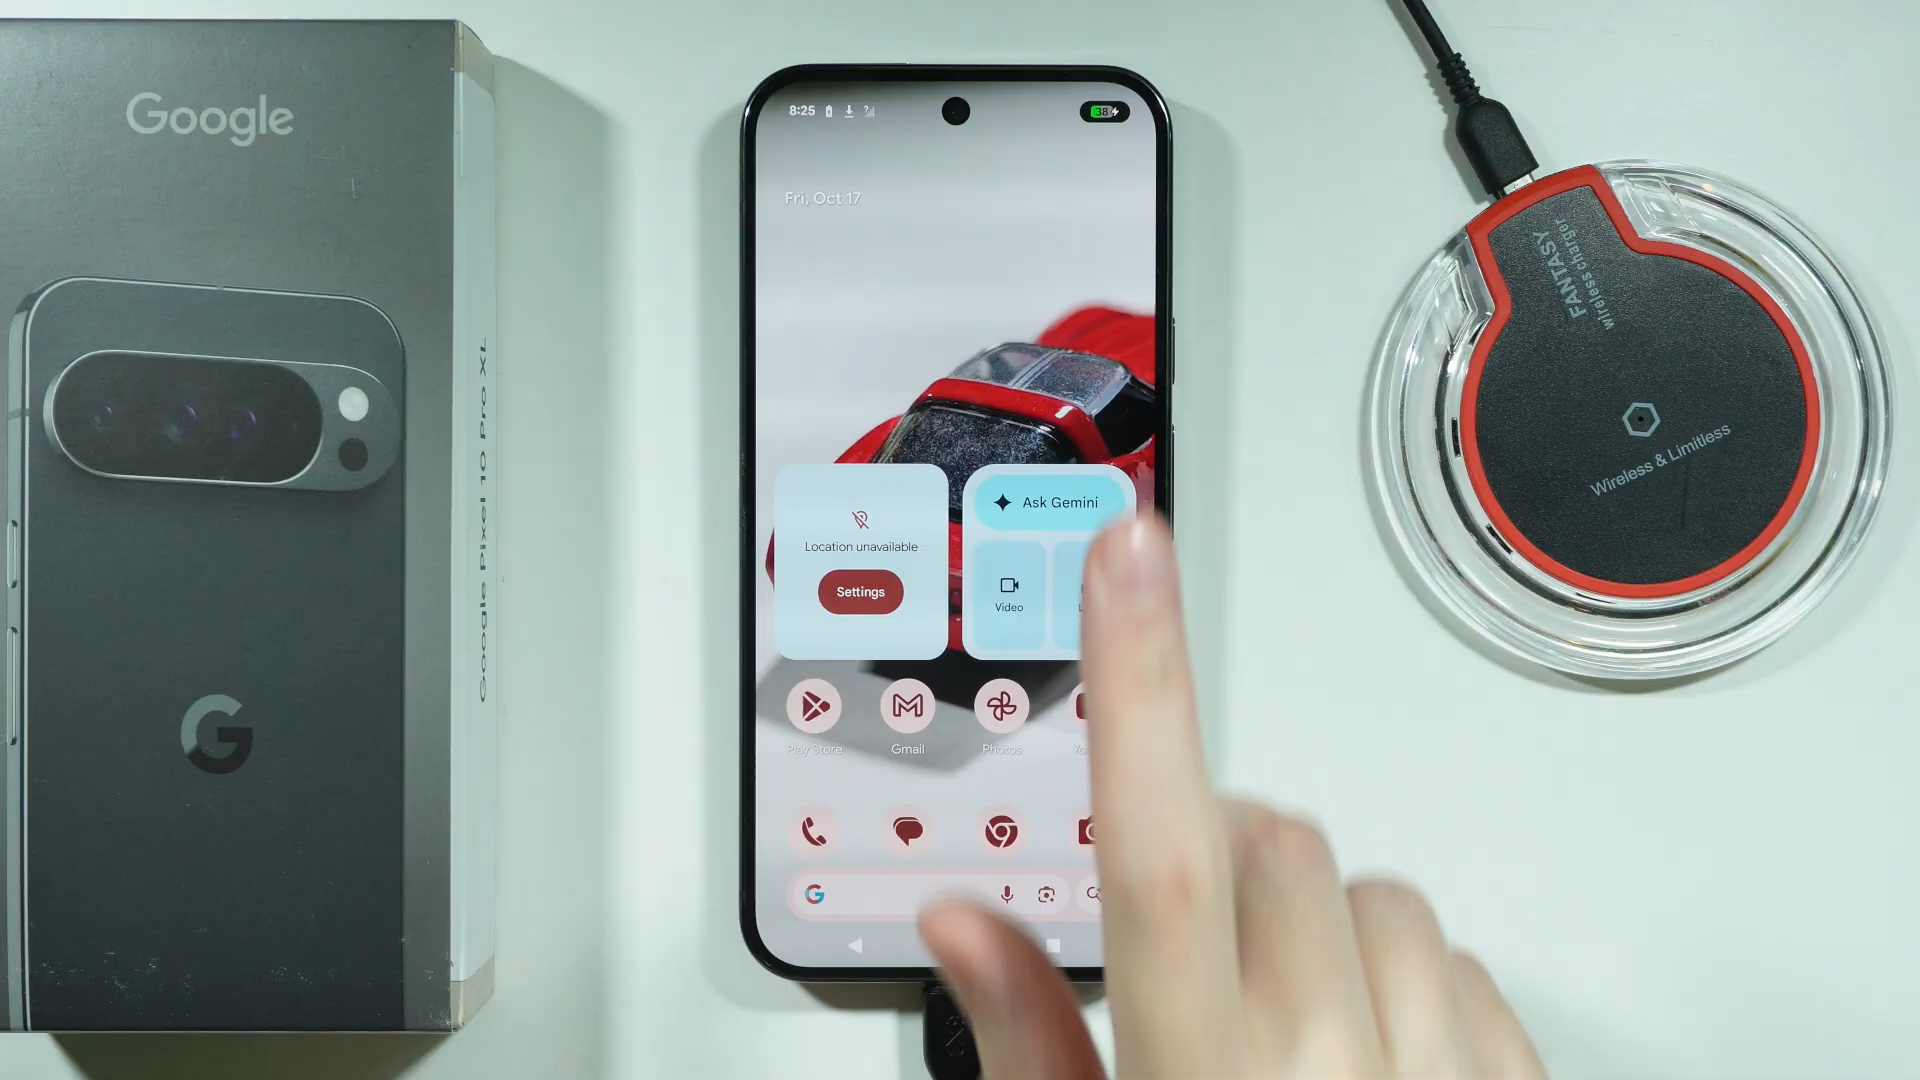 Google
Google Pixel 10 Pro XL
G
8:25
38
Fri, Oct 17
Location unavailable
Settings
Ask Gemini
Video
Play Store
Gmail
Photos
G
FANTASY
wireless charger
Wireless & Limitless